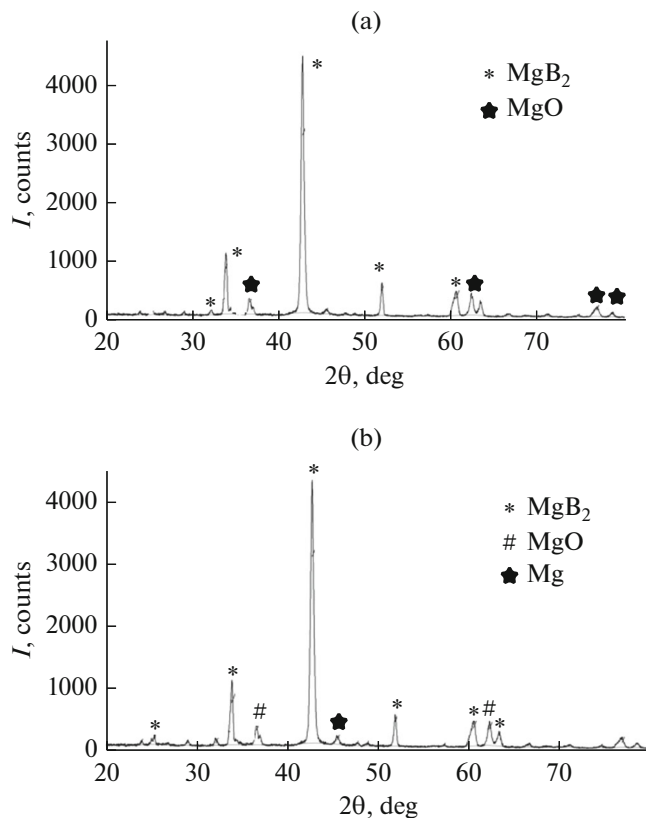 (a)
4000
3000
2000
1000
0
I, counts
* MgB₂
★ MgO
*
*
*
★
*
*
★
★
★
20 30 40 50 60 70
2θ, deg
(b)
4000
3000
2000
1000
0
I, counts
* MgB₂
# MgO
★ Mg
*
*
*
#
★
*
*
#
*
20 30 40 50 60 70 80
2θ, deg